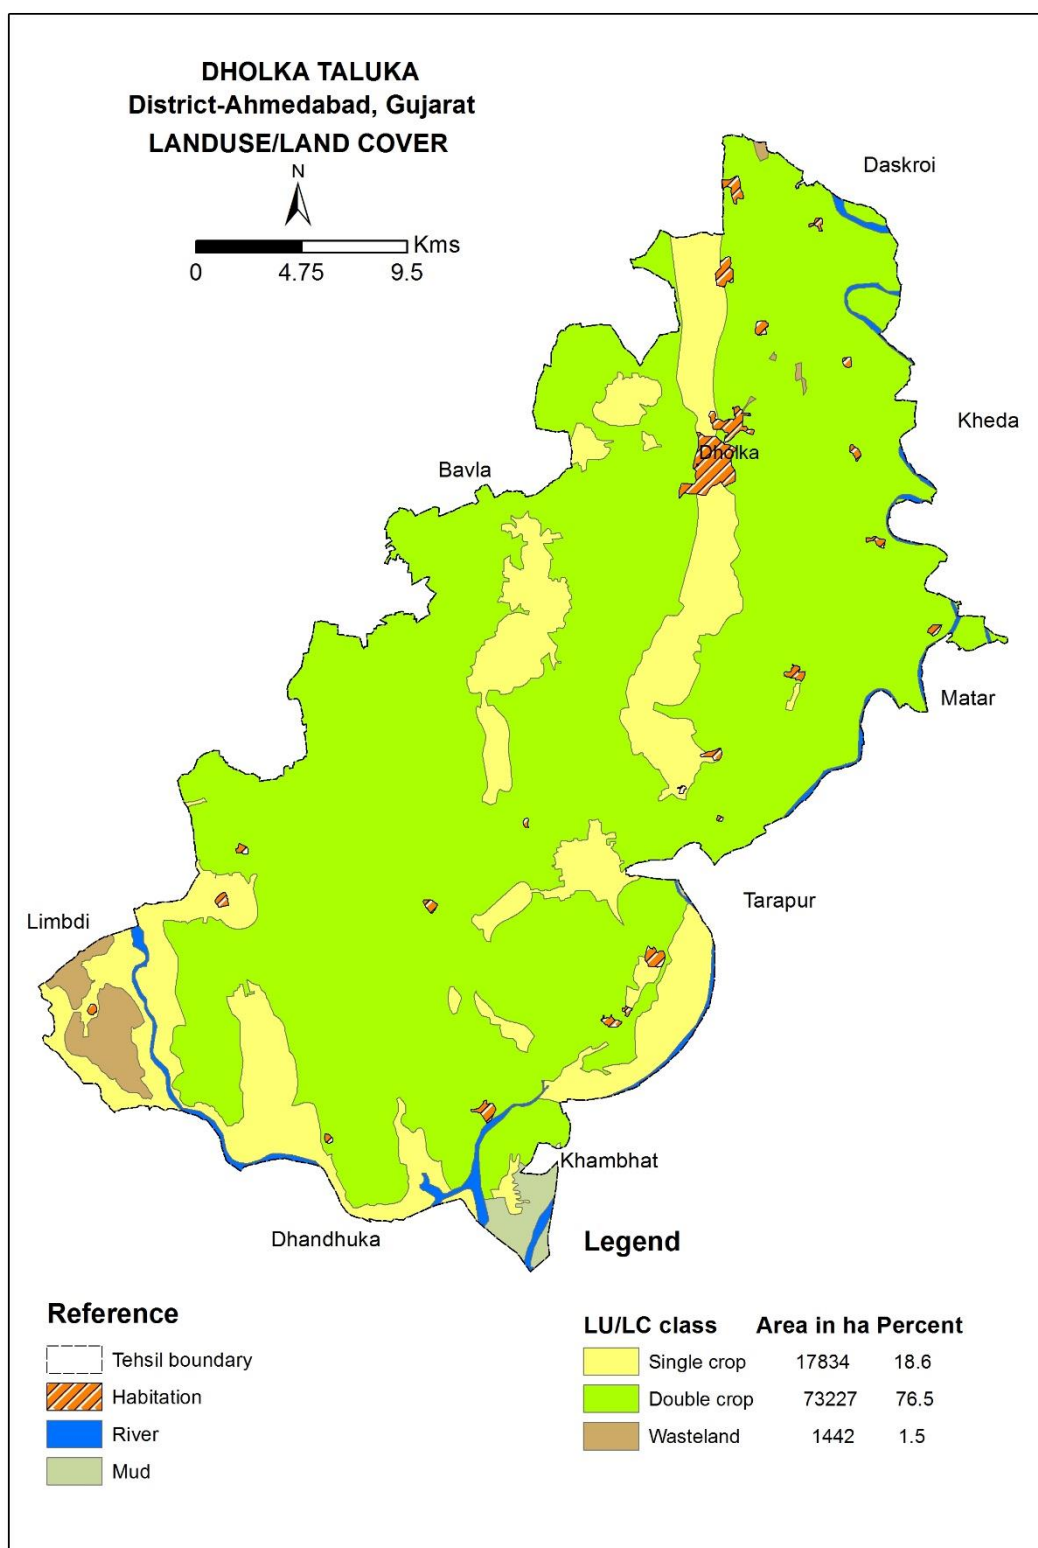 DHOLKA TALUKA
District-Ahmedabad, Gujarat
LANDUSE/LAND COVER
N
Kms
0 4.75 9.5
Daskroi
Kheda
Dholka
Bavla
Matar
Tarapur
Limbdi
Khambhat
Dhandhuka
Legend
Reference
Tehsil boundary
Habitation
River
Mud
LU/LC class Area in ha Percent
Single crop 17834 18.6
Double crop 73227 76.5
Wasteland 1442 1.5